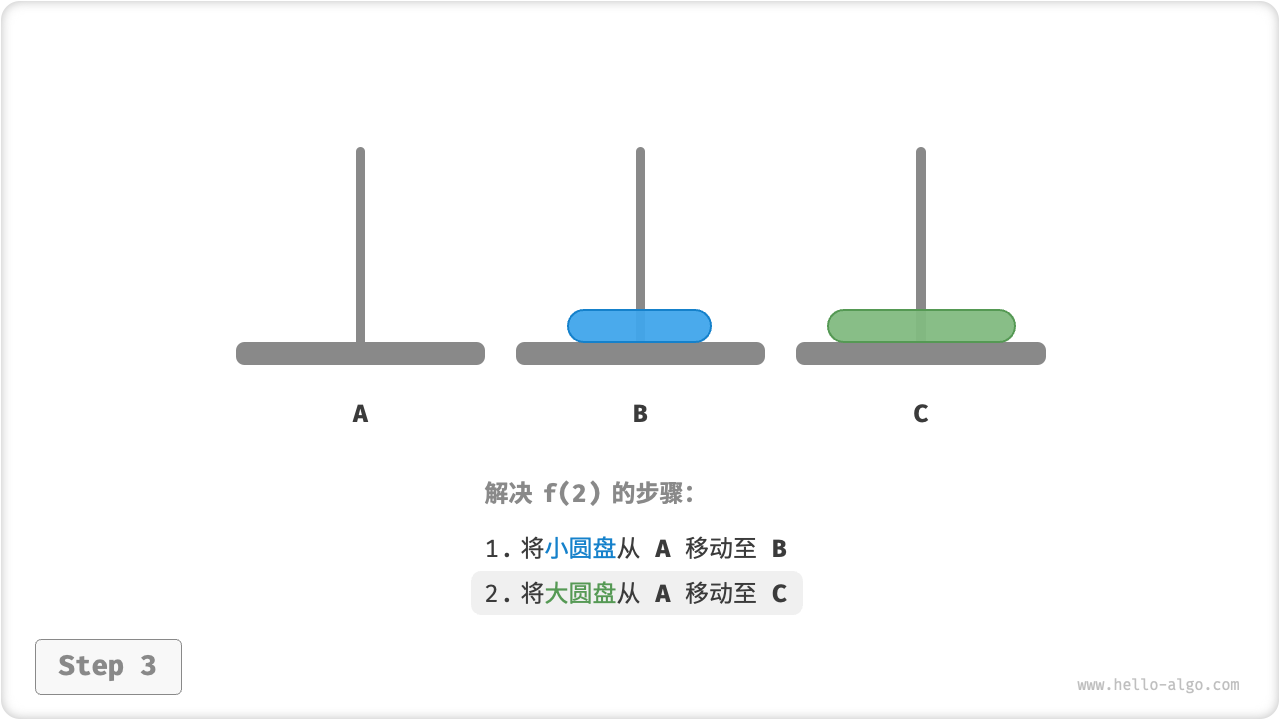 A
B
C
解决 f(2) 的步骤：
1. 将小圆盘从 A 移动至 B
2. 将大圆盘从 A 移动至 C
Step 3
www.hello-algo.com